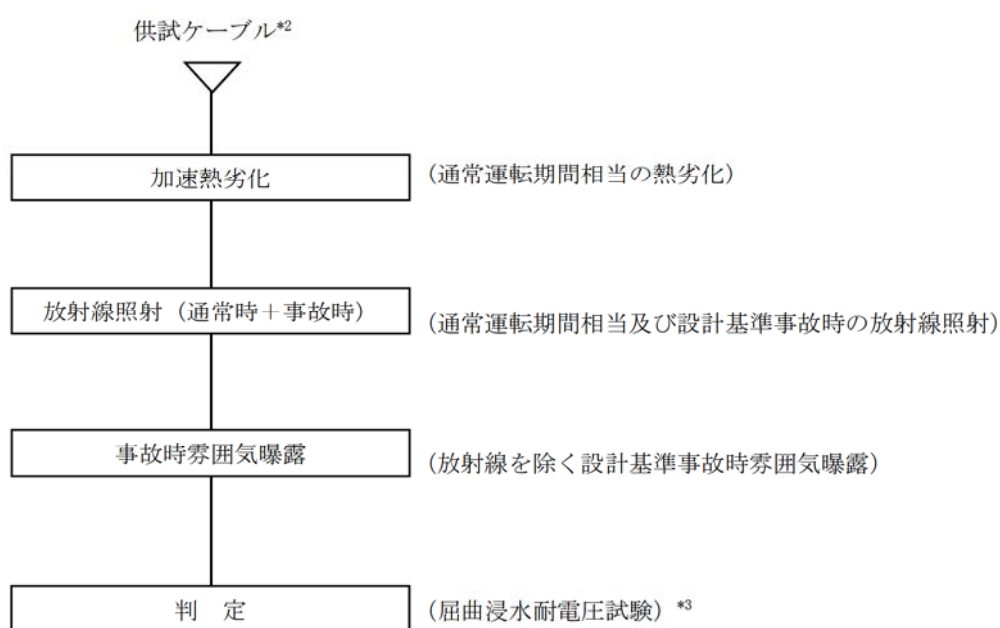 供試ケーブル*2
加速熱劣化
(通常運転期間相当の熱劣化)
放射線照射(通常時+事故時)
(通常運転期間相当及び設計基準事故時の放射線照射)
事故時雰囲気曝露
(放射線を除く設計基準事故時雰囲気曝露)
判 定
(屈曲浸水耐電圧試験)*3